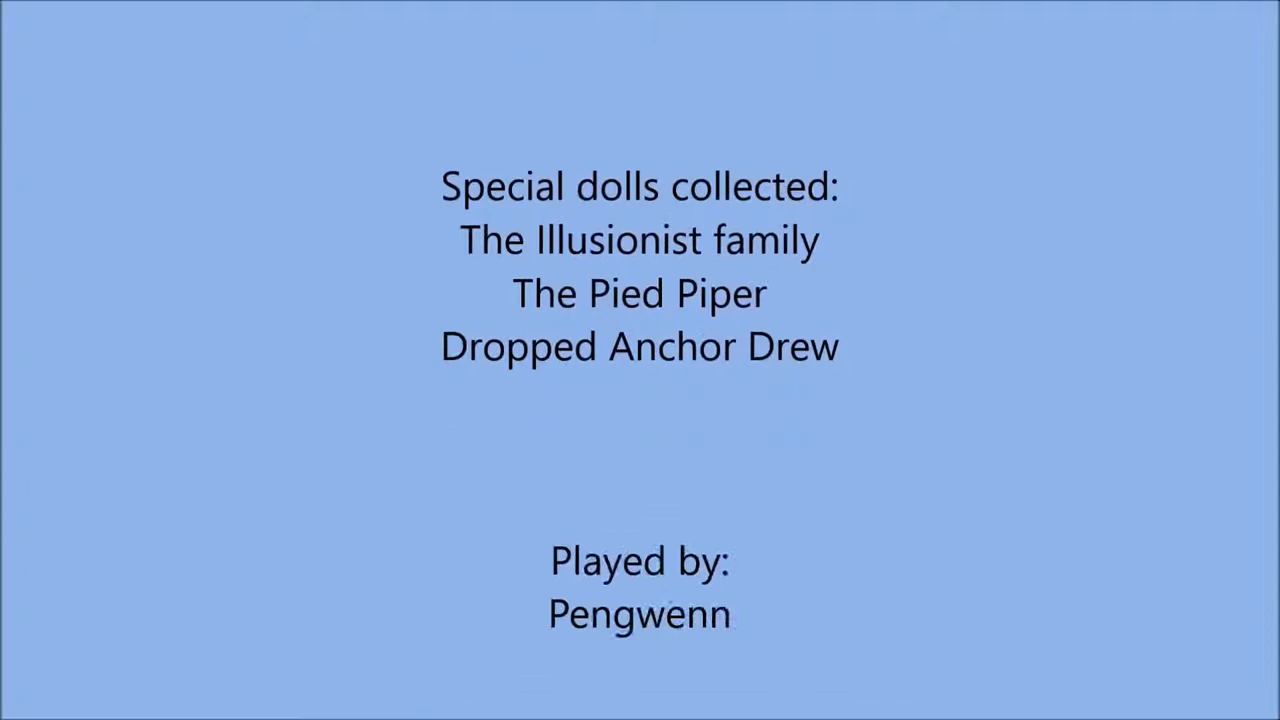 Special dolls collected:
The Illusionist family
The Pied Piper
Dropped Anchor Drew
Played by:
Pengwenn